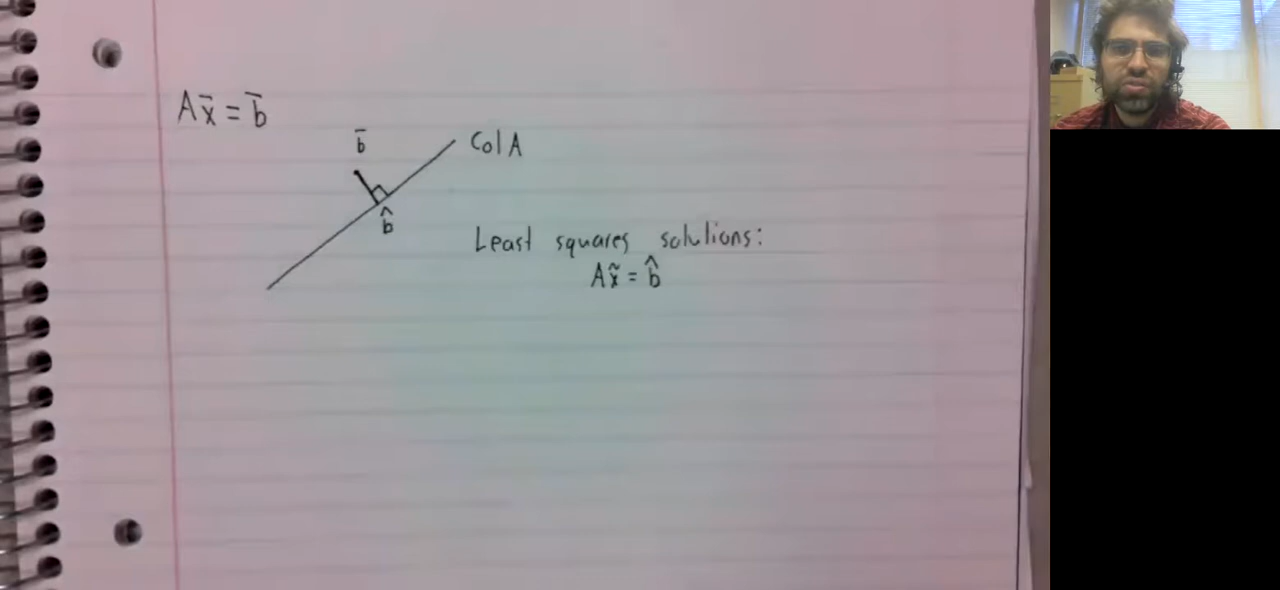 Ax̄ = b̄
b̄
Col A
b̂
Least squares solutions:
Ax̃ = b̂